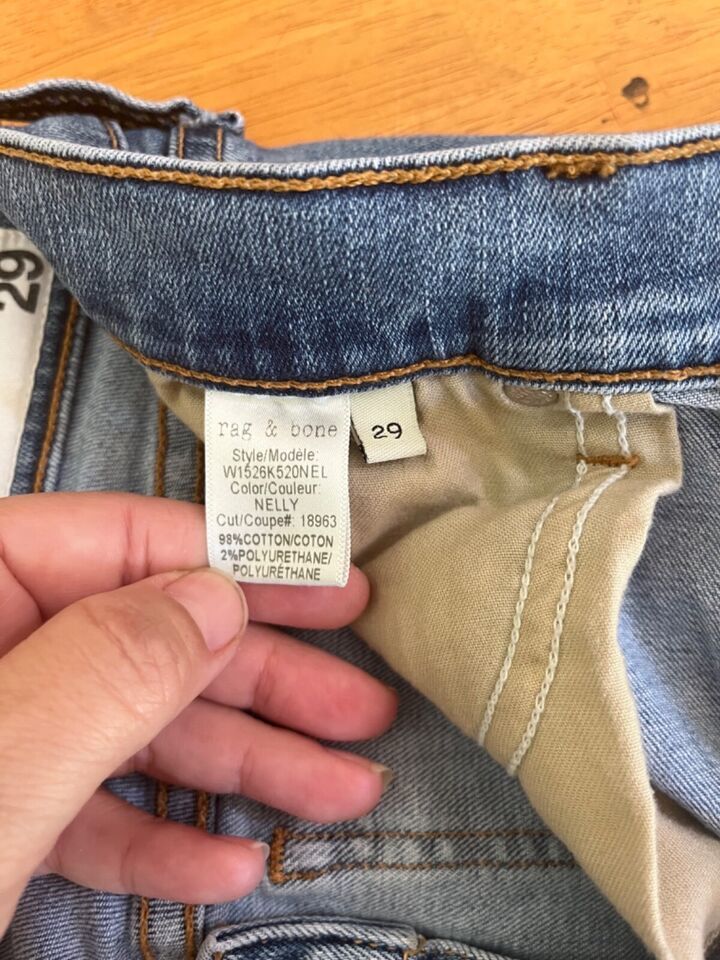 29
rag & bone
29
Style/Modèle:
W1526K520NEL
Color/Couleur:
NELLY
Cut/Coupe#: 18963
98%COTTON/COTON
2%POLYURETHANE/
POLYURÉTHANE